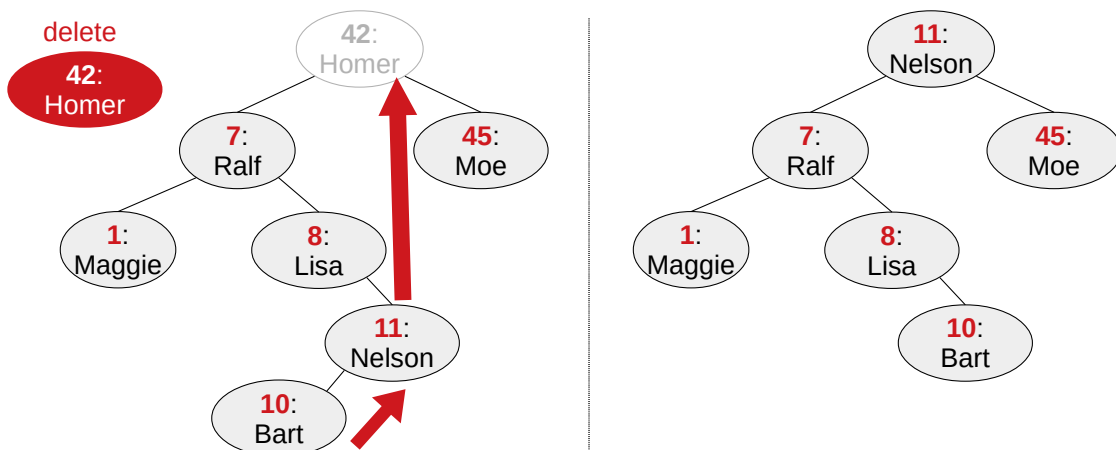 delete
42:
Homer
42:
Homer
7:
Ralf
45:
Moe
1:
Maggie
8:
Lisa
11:
Nelson
10:
Bart
11:
Nelson
7:
Ralf
45:
Moe
1:
Maggie
8:
Lisa
10:
Bart